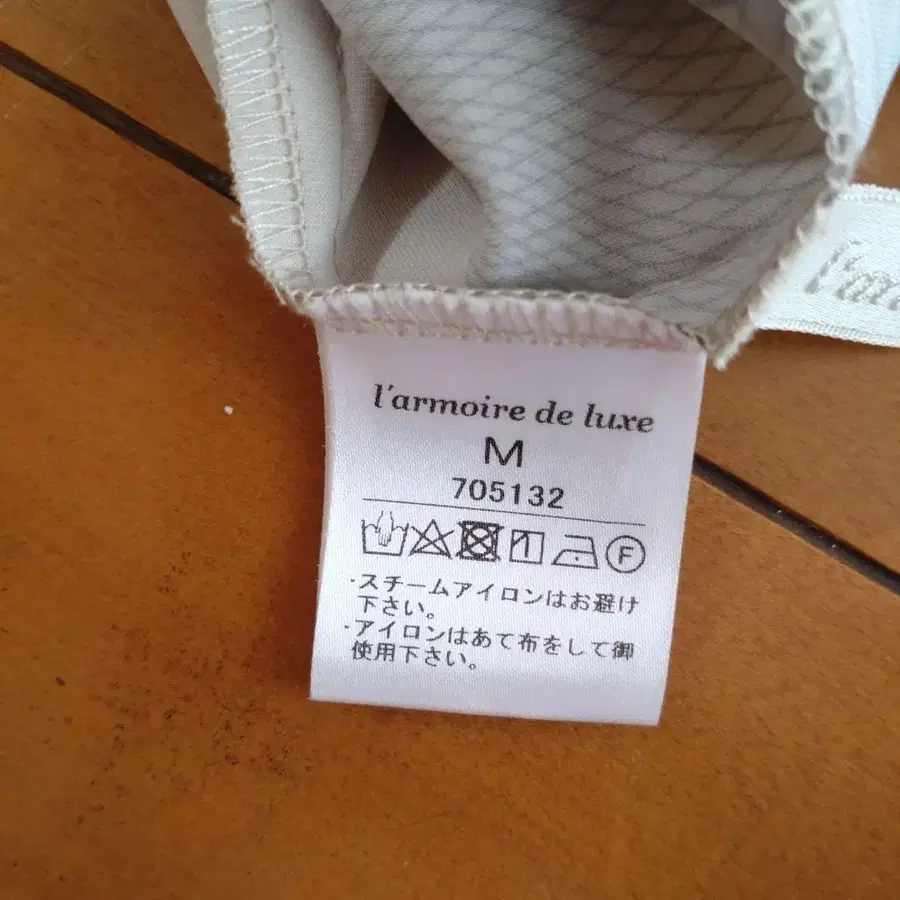 l'armoire de luxe
M
705132
F
・スチームアイロンはお避け
下さい。
・アイロンはあて布をして御
使用下さい。